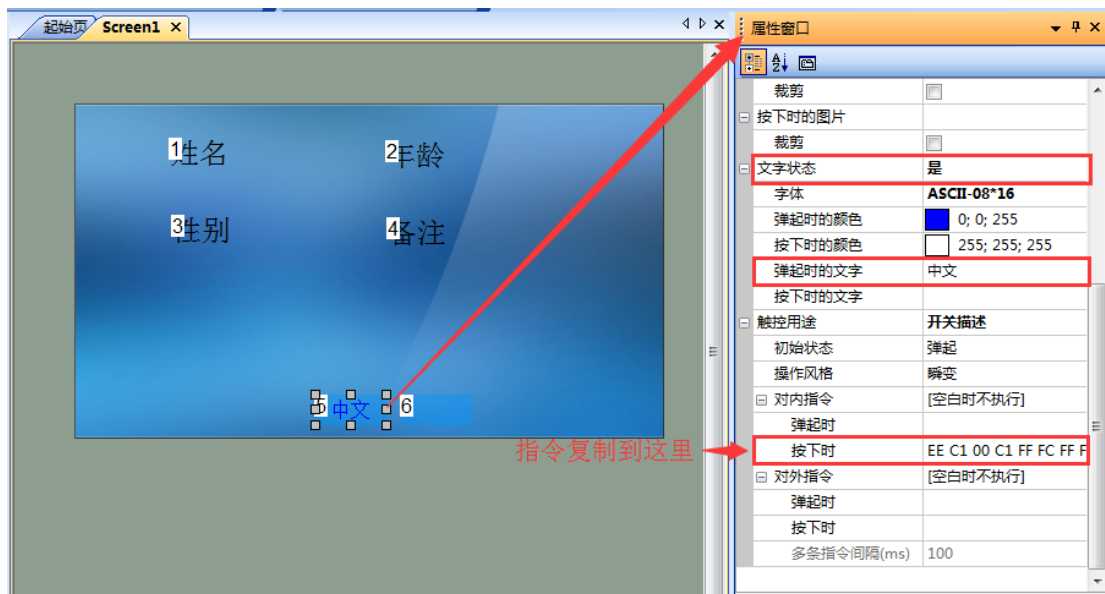 起始页 Screen1
属性窗口
裁剪
按下时的图片
裁剪
文字状态 是
字体 ASCII-08*16
弹起时的颜色 0; 0; 255
按下时的颜色 255; 255; 255
弹起时的文字 中文
按下时的文字
触控用途 开关描述
初始状态 弹起
操作风格 瞬变
对内指令 [空白时不执行]
弹起时
按下时 EE C1 00 C1 FF FC FF F
对外指令 [空白时不执行]
弹起时
按下时
多条指令间隔(ms) 100
1姓名 2年龄
3性别 4备注
5 中文 6
指令复制到这里